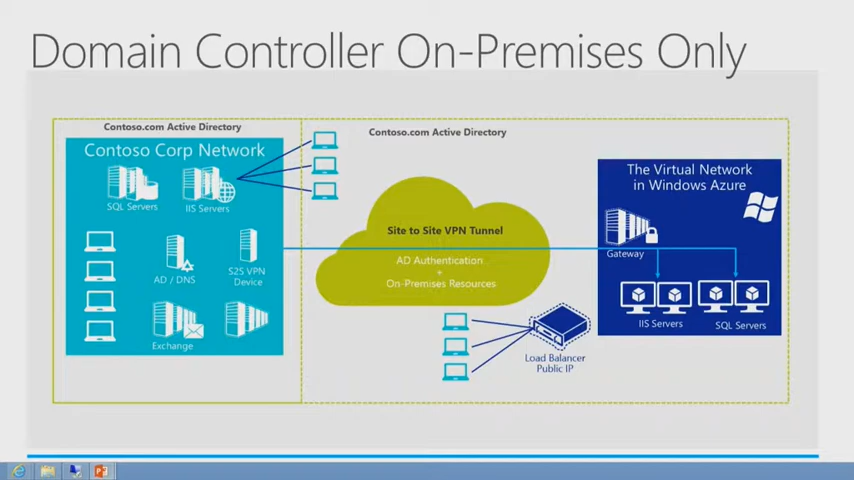 Domain Controller On-Premises Only
Contoso.com Active Directory
Contoso Corp Network
SQL Servers
IIS Servers
AD / DNS
S2S VPN
Device
Exchange
Contoso.com Active Directory
Site to Site VPN Tunnel
AD Authentication
+
On-Premises Resources
Load Balancer
Public IP
The Virtual Network
in Windows Azure
Gateway
IIS Servers
SQL Servers